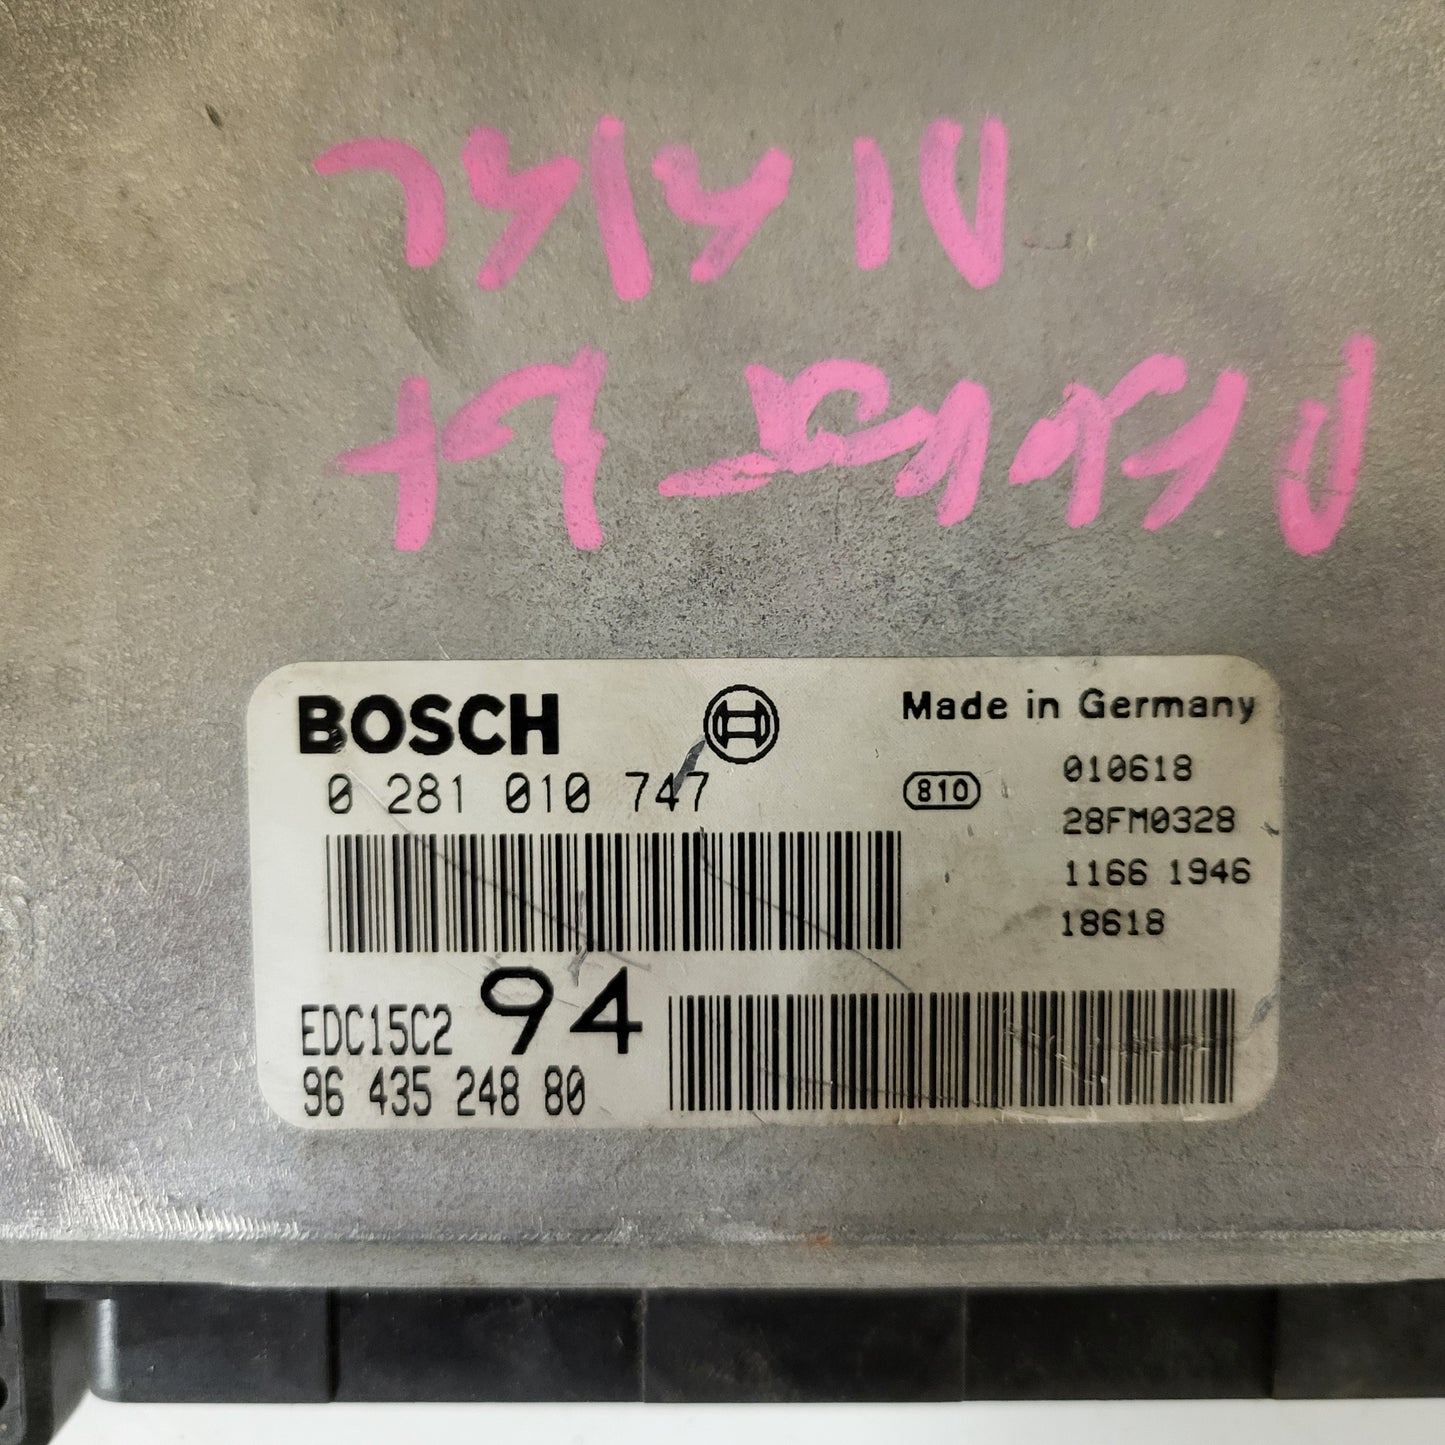 BOSCH
Made in Germany
0 281 010 747
810
010618
28FM0328
1166 1946
18618
EDC15C2
94
96 435 248 80